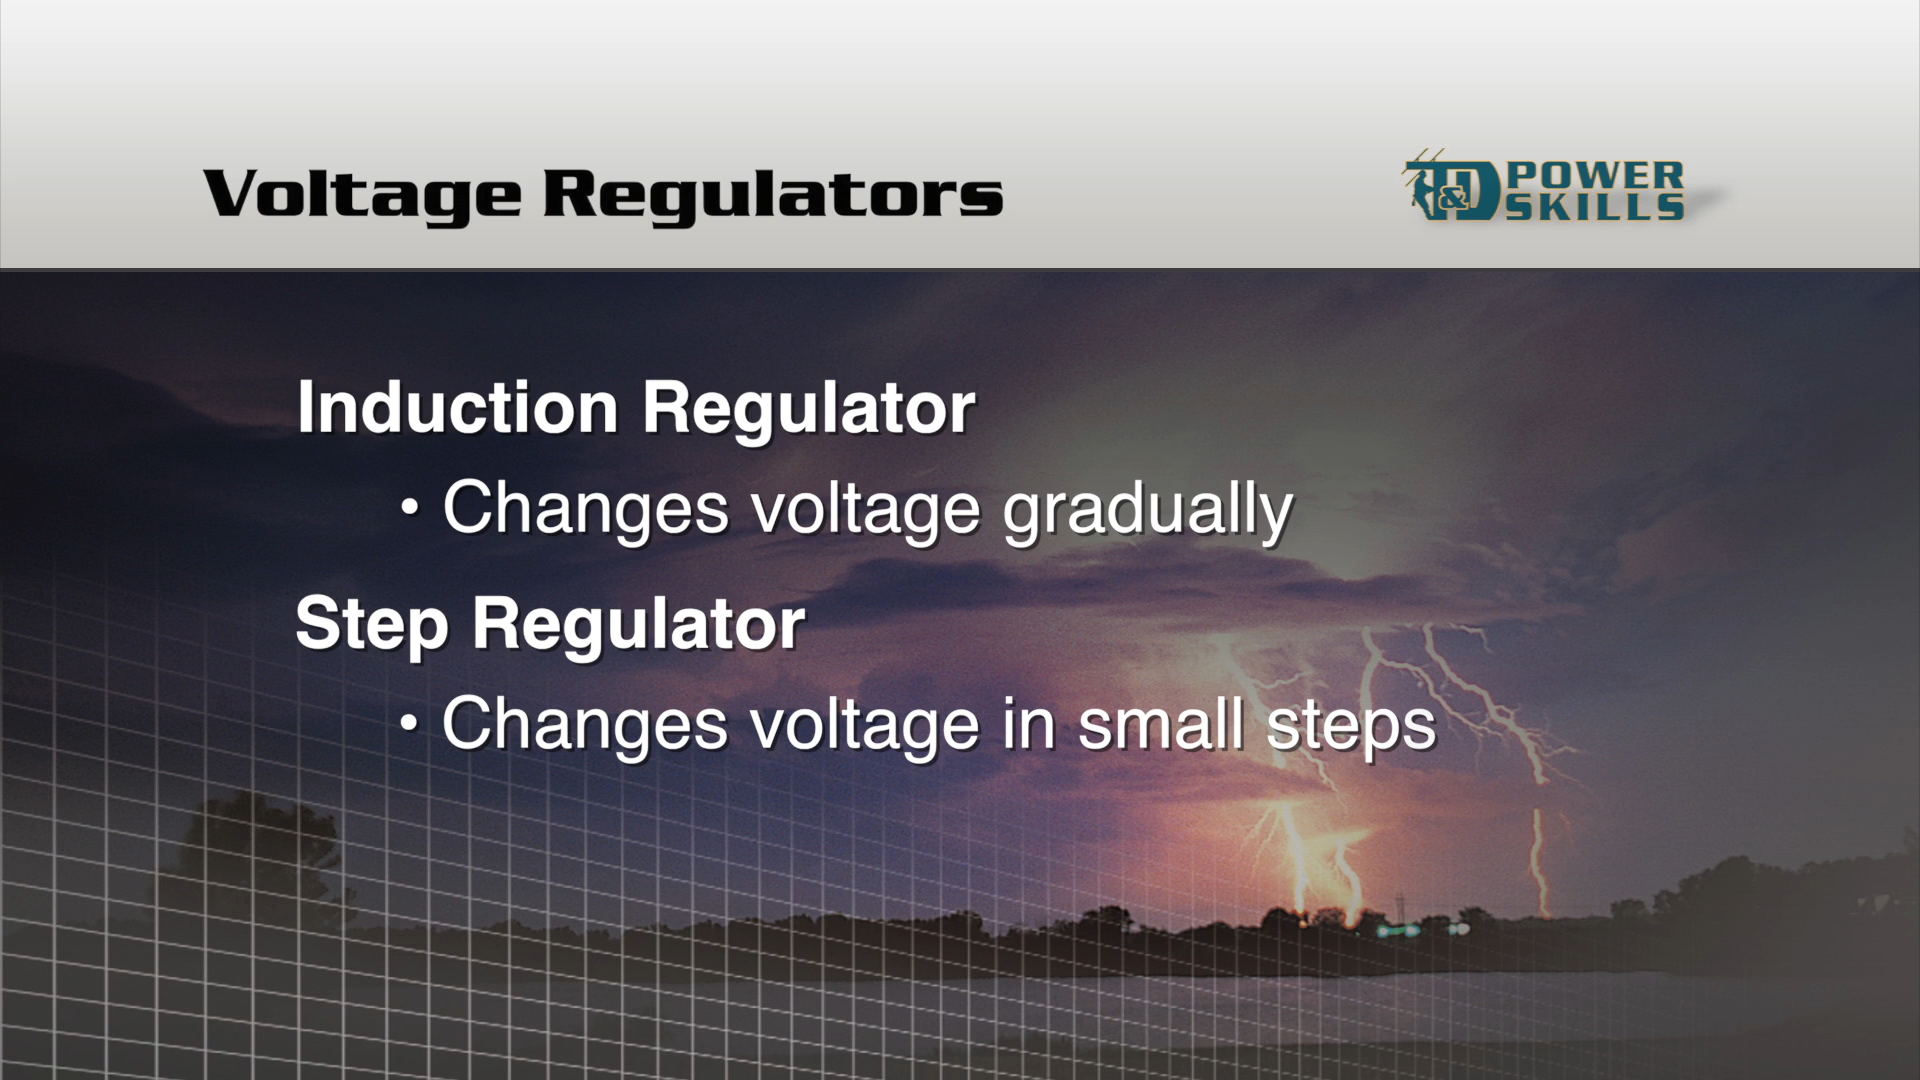 Voltage Regulators
T&D POWER SKILLS
Induction Regulator
• Changes voltage gradually
Step Regulator
• Changes voltage in small steps